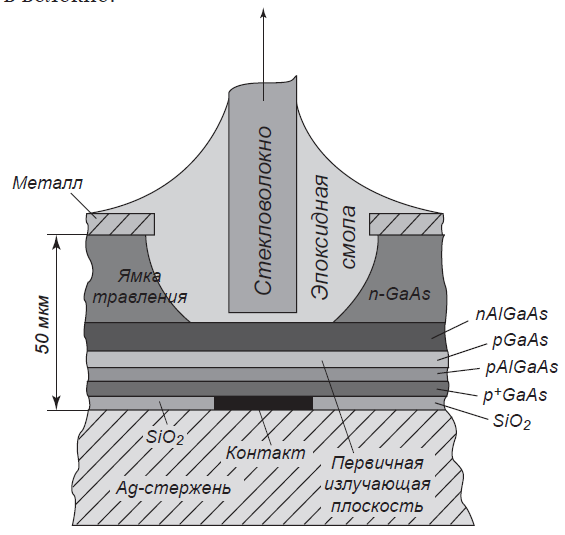 Металл
Стекловолокно
Эпоксидная
смола
Ямка
травления
n-GaAs
50 мкм
nAlGaAs
pGaAs
pAlGaAs
p⁺GaAs
SiO₂
SiO₂
Контакт
Первичная
излучающая
плоскость
Ag-стержень